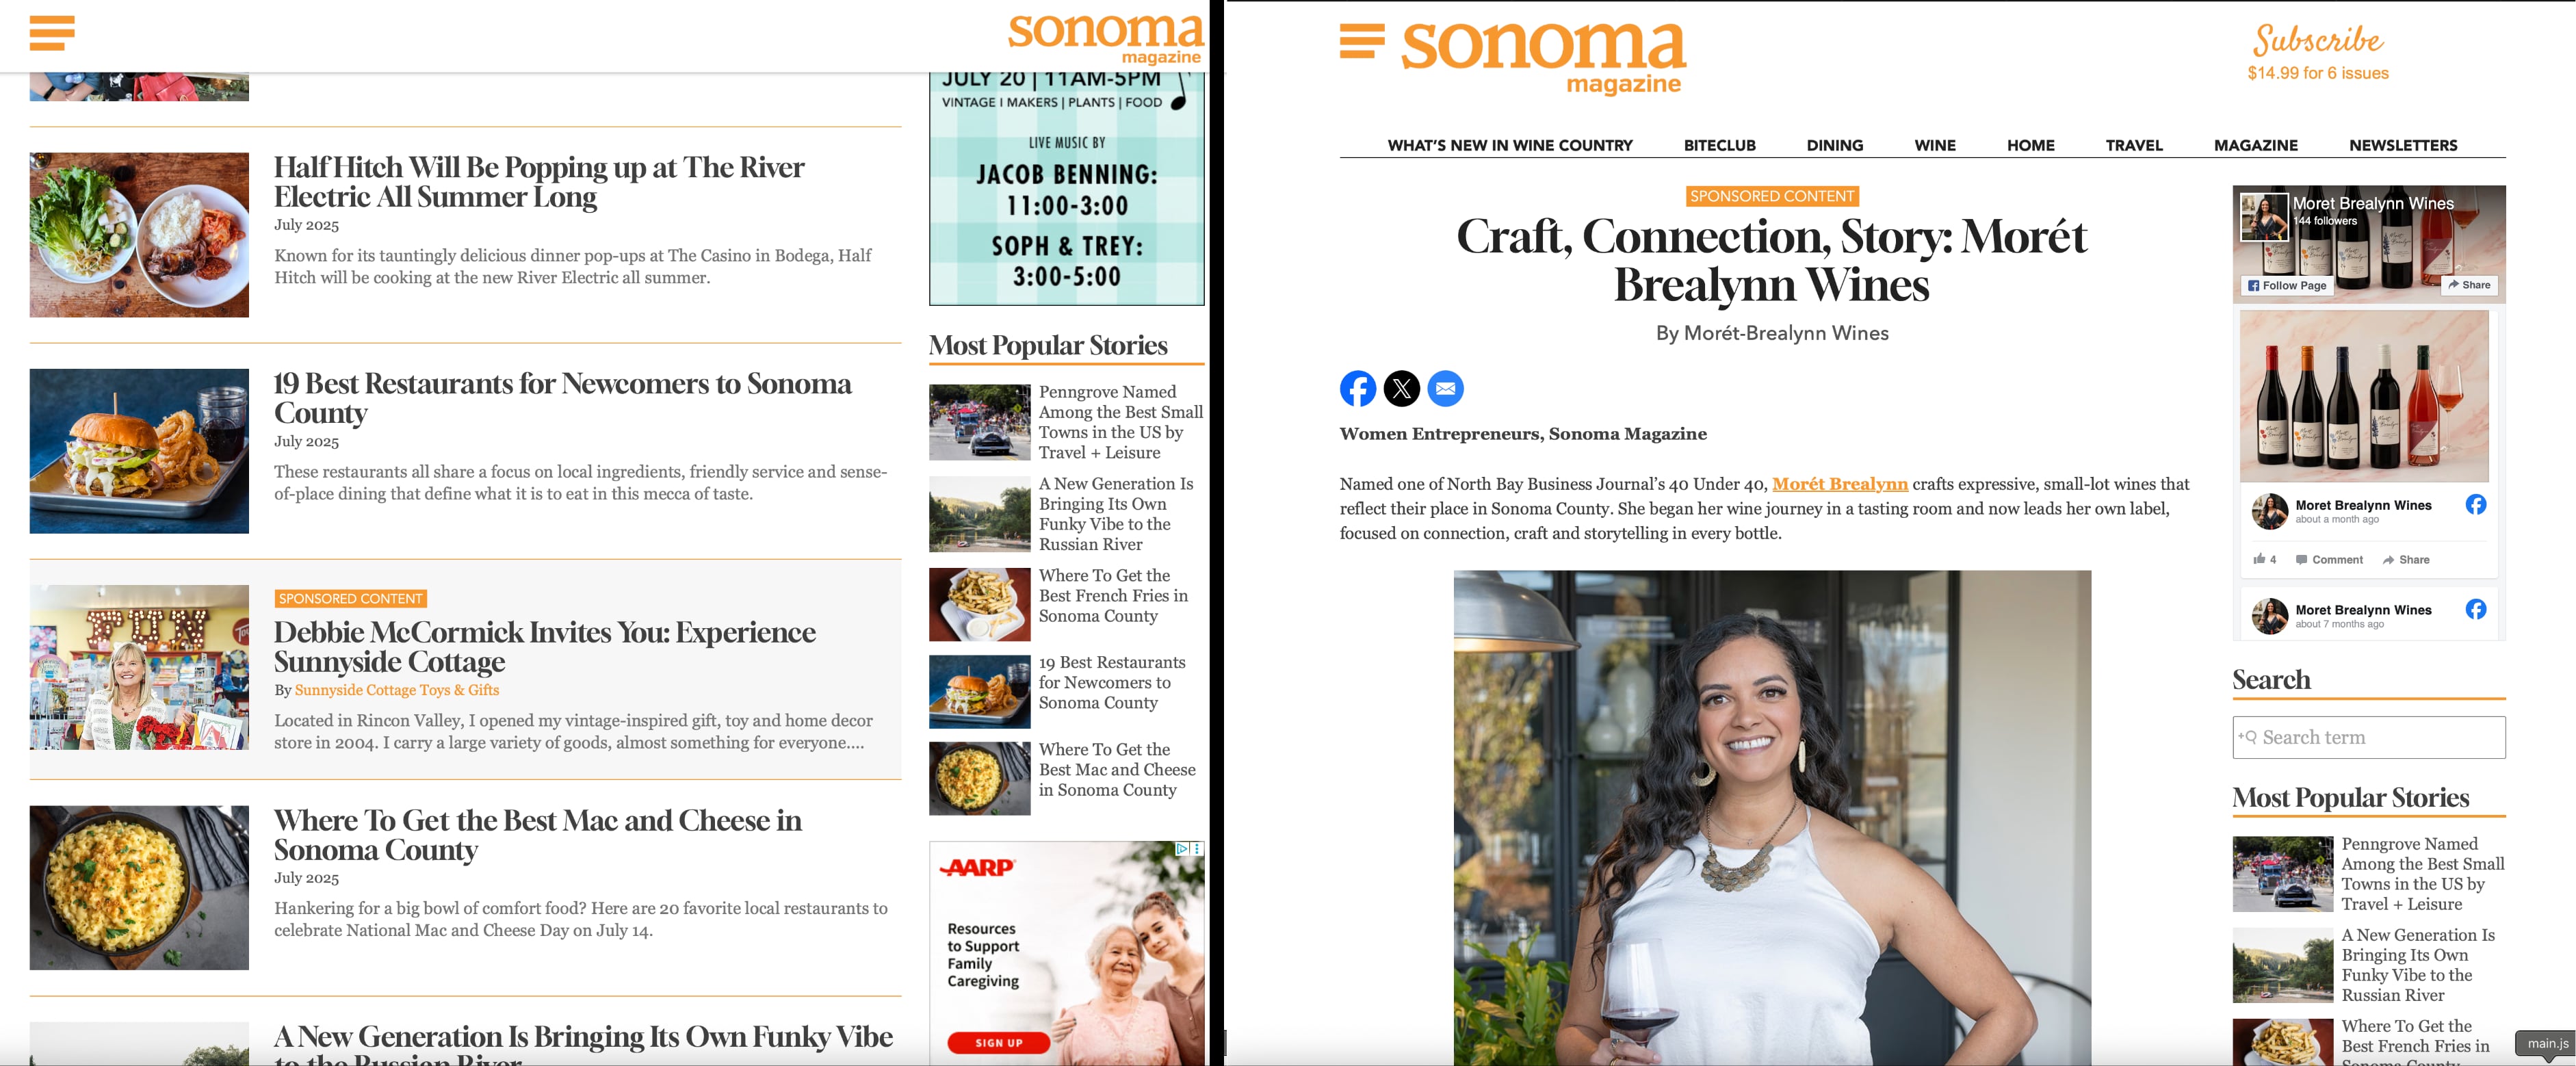 sonoma
magazine
JULY 20 | 11AM-5PM
VINTAGE | MAKERS | PLANTS | FOOD
LIVE MUSIC BY
JACOB BENNING:
11:00-3:00
SOPH & TREY:
3:00-5:00
Half Hitch Will Be Popping up at The River
Electric All Summer Long
July 2025
Known for its tauntingly delicious dinner pop-ups at The Casino in Bodega, Half
Hitch will be cooking at the new River Electric all summer.
19 Best Restaurants for Newcomers to Sonoma
County
July 2025
These restaurants all share a focus on local ingredients, friendly service and sense-
of-place dining that define what it is to eat in this mecca of taste.
FUN
SPONSORED CONTENT
Debbie McCormick Invites You: Experience
Sunnyside Cottage
By Sunnyside Cottage Toys & Gifts
Located in Rincon Valley, I opened my vintage-inspired gift, toy and home decor
store in 2004. I carry a large variety of goods, almost something for everyone....
Where To Get the Best Mac and Cheese in
Sonoma County
July 2025
Hankering for a big bowl of comfort food? Here are 20 favorite local restaurants to
celebrate National Mac and Cheese Day on July 14.
A New Generation Is Bringing Its Own Funky Vibe
to the Russian River
Most Popular Stories
Penngrove Named
Among the Best Small
Towns in the US by
Travel + Leisure
A New Generation Is
Bringing Its Own
Funky Vibe to the
Russian River
Where To Get the
Best French Fries in
Sonoma County
19 Best Restaurants
for Newcomers to
Sonoma County
Where To Get the
Best Mac and Cheese
in Sonoma County
AARP
Resources
to Support
Family
Caregiving
SIGN UP
sonoma
magazine
Subscribe
$14.99 for 6 issues
WHAT'S NEW IN WINE COUNTRY BITECLUB DINING WINE HOME TRAVEL MAGAZINE NEWSLETTERS
SPONSORED CONTENT
Craft, Connection, Story: Morét
Brealynn Wines
By Morét-Brealynn Wines
Women Entrepreneurs, Sonoma Magazine
Named one of North Bay Business Journal's 40 Under 40, Morét Brealynn crafts expressive, small-lot wines that
reflect their place in Sonoma County. She began her wine journey in a tasting room and now leads her own label,
focused on connection, craft and storytelling in every bottle.
Moret Brealynn Wines
144 followers
Follow Page
Share
Moret Brealynn Wines
about a month ago
4 Comment Share
Moret Brealynn Wines
about 7 months ago
Search
Search term
Most Popular Stories
Penngrove Named
Among the Best Small
Towns in the US by
Travel + Leisure
A New Generation Is
Bringing Its Own
Funky Vibe to the
Russian River
Where To Get the
Best French Fries in
Sonoma County
main.js